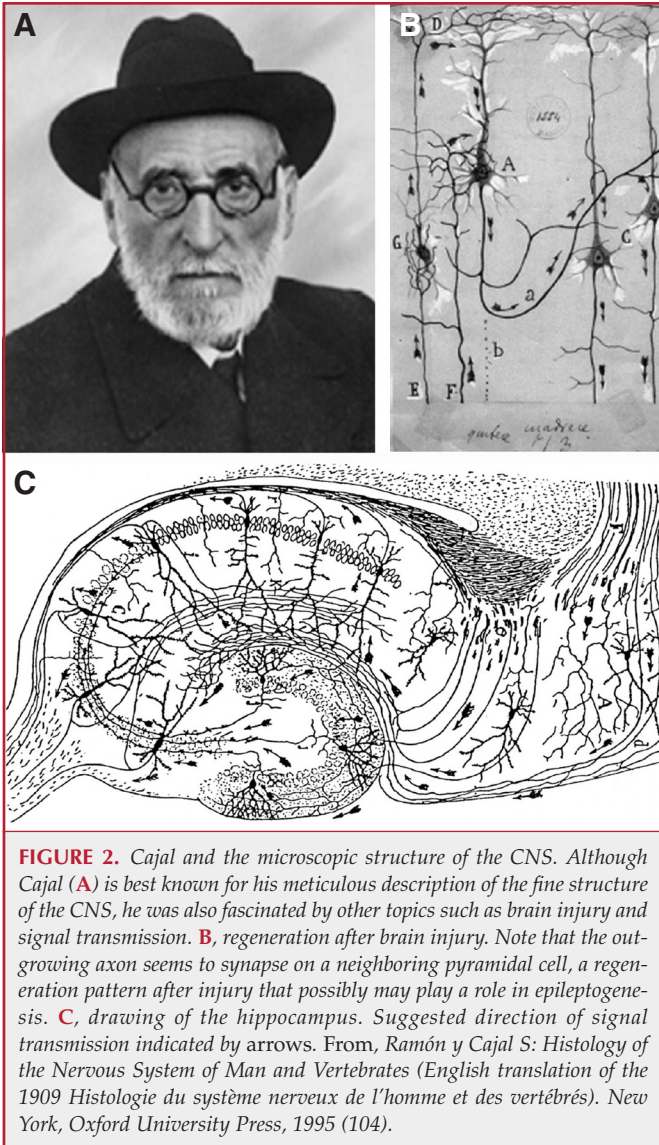 A
B
D
1554
A
G
C
a
b
E
F
C
A
FIGURE 2. Cajal and the microscopic structure of the CNS. Although
Cajal (A) is best known for his meticulous description of the fine structure
of the CNS, he was also fascinated by other topics such as brain injury and
signal transmission. B, regeneration after brain injury. Note that the out-
growing axon seems to synapse on a neighboring pyramidal cell, a regen-
eration pattern after injury that possibly may play a role in epileptogene-
sis. C, drawing of the hippocampus. Suggested direction of signal
transmission indicated by arrows. From, Ramón y Cajal S: Histology of
the Nervous System of Man and Vertebrates (English translation of the
1909 Histologie du système nerveux de l'homme et des vertébrés). New
York, Oxford University Press, 1995 (104).